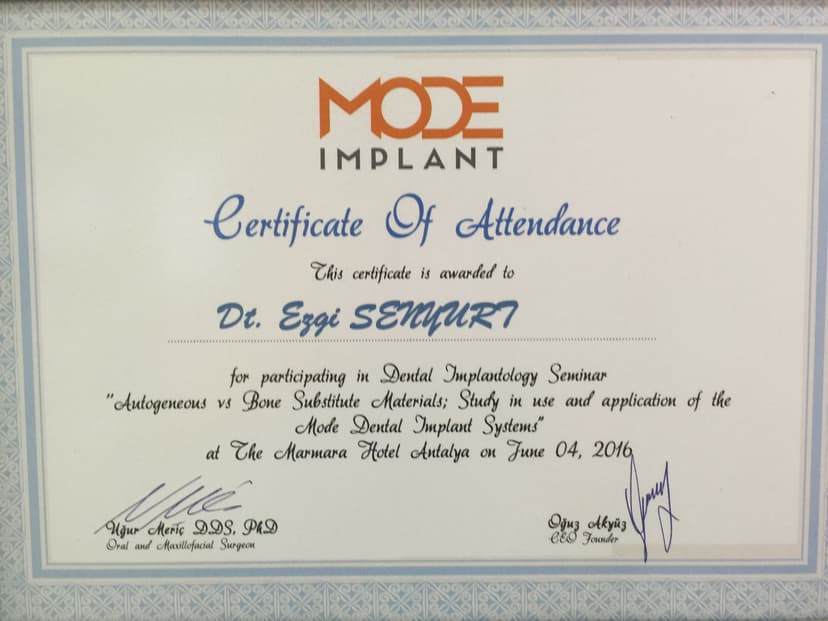 MODE
IMPLANT
Certificate Of Attendance
This certificate is awarded to
Dt. Ezgi SENYURT
for participating in Dental Implantology Seminar
"Autogeneous vs Bone Substitute Materials; Study in use and application of the
Mode Dental Implant Systems"
at The Marmara Hotel Antalya on June 04, 2016
Uğur Meriç DDS, PhD
Oral and Maxillofacial Surgeon
Oğuz Akyüz
CEO Founder